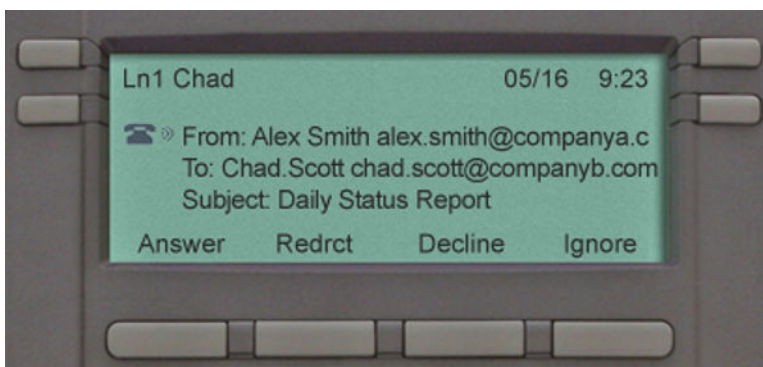 Ln1 Chad 05/16 9:23
From: Alex Smith alex.smith@companya.c
To: Chad.Scott chad.scott@companyb.com
Subject: Daily Status Report
Answer Redrct Decline Ignore